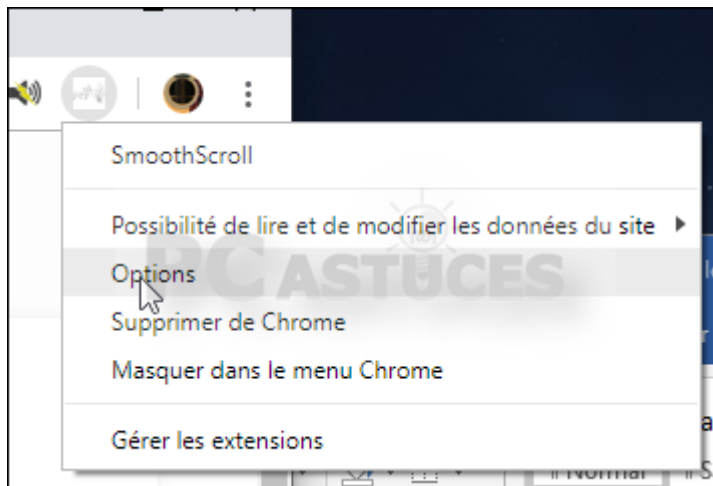 SmoothScroll
Possibilité de lire et de modifier les données du site
PC ASTUCES
Options
Supprimer de Chrome
Masquer dans le menu Chrome
Gérer les extensions
Normal